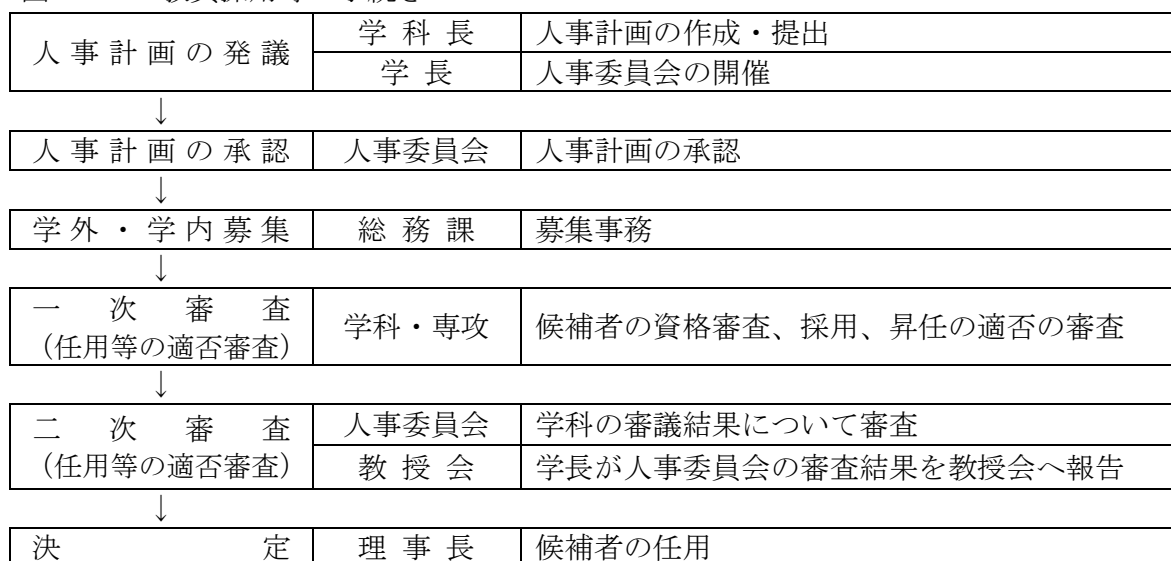 人事計画の発議 学科長 人事計画の作成・提出
学長 人事委員会の開催
↓
人事計画の承認 人事委員会 人事計画の承認
↓
学外・学内募集 総務課 募集事務
↓
一次審査
(任用等の適否審査) 学科・専攻 候補者の資格審査、採用、昇任の適否の審査
↓
二次審査 人事委員会 学科の審議結果について審査
(任用等の適否審査) 教授会 学長が人事委員会の審査結果を教授会へ報告
↓
決定 理事長 候補者の任用